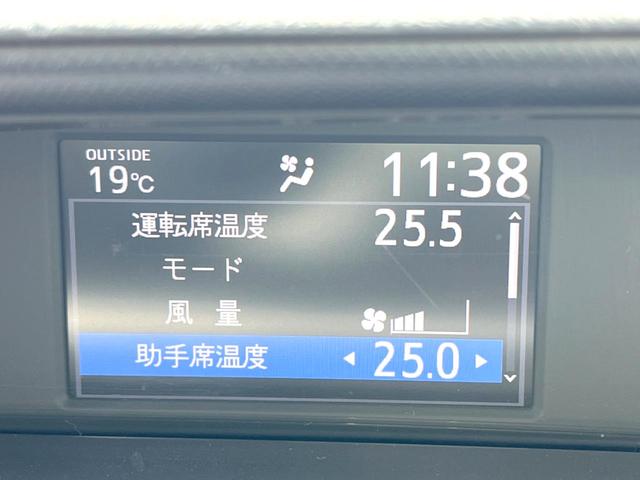 OUTSIDE
19℃
11:38
運転席温度 25.5
モード
風量
助手席温度 25.0